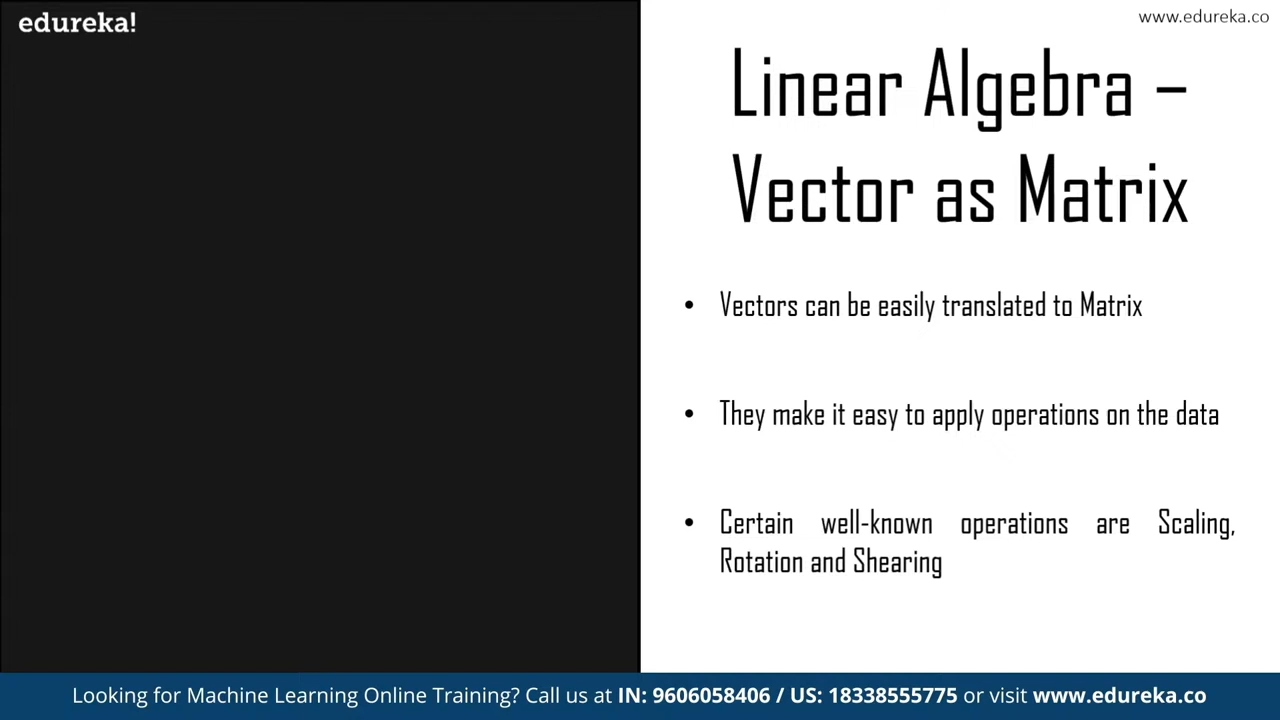 edureka!
www.edureka.co
Linear Algebra –
Vector as Matrix
• Vectors can be easily translated to Matrix
• They make it easy to apply operations on the data
• Certain well-known operations are Scaling,
Rotation and Shearing
Looking for Machine Learning Online Training? Call us at IN: 9606058406 / US: 18338555775 or visit www.edureka.co